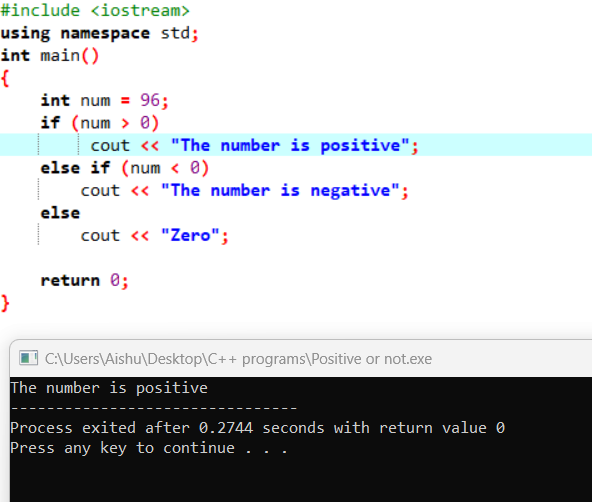 #include <iostream>
using namespace std;
int main()
{
    int num = 96;
    if (num > 0)
         cout << "The number is positive";
    else if (num < 0)
        cout << "The number is negative";
    else
        cout << "Zero";
    return 0;
}
C:\Users\Aishu\Desktop\C++ programs\Positive or not.exe
The number is positive
--------------------------------
Process exited after 0.2744 seconds with return value 0
Press any key to continue . . .